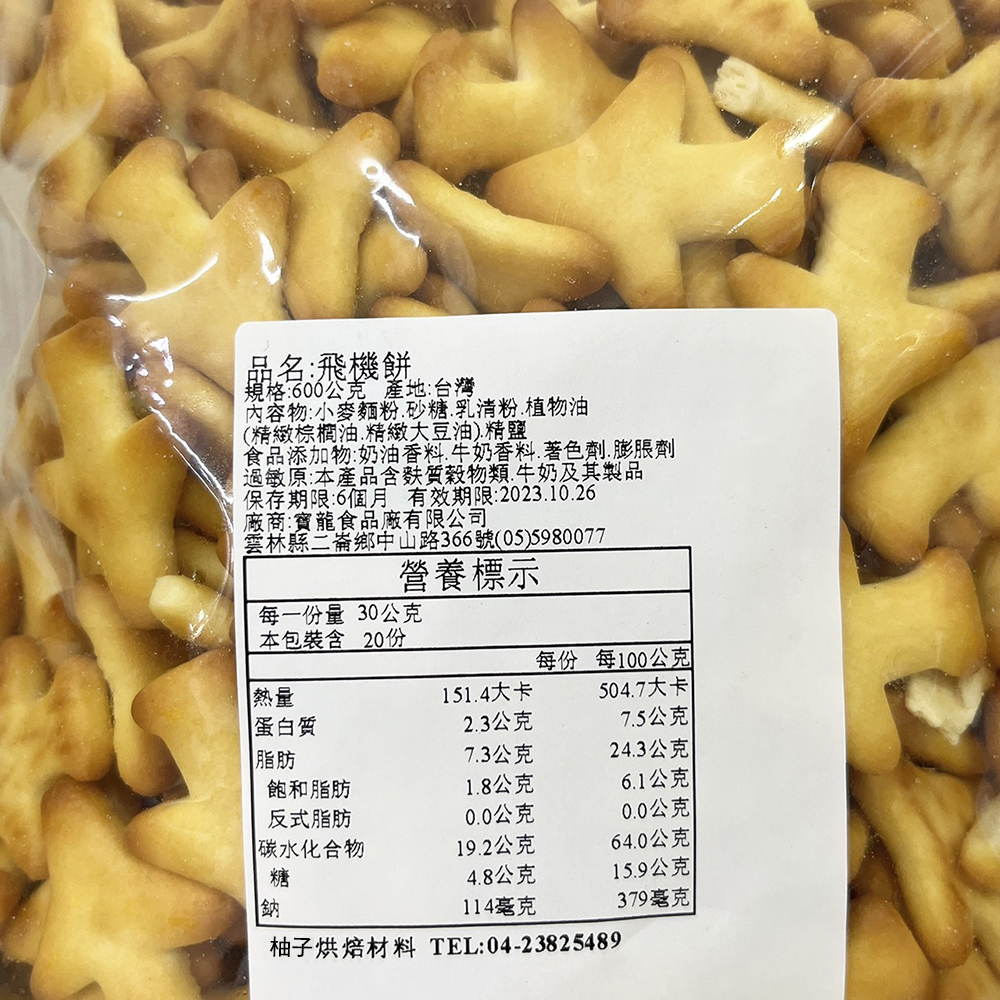 品名:飛機餅
規格:600公克 產地:台灣
內容物:小麥麵粉.砂糖.乳清粉.植物油
(精緻棕櫚油.精緻大豆油).精鹽
食品添加物:奶油香料.牛奶香料.著色劑.膨脹劑
過敏原:本產品含麩質穀物類.牛奶及其製品
保存期限:6個月 有效期限:2023.10.26
廠商:寶龍食品廠有限公司
雲林縣二崙鄉中山路366號(05)5980077
營養標示
每一份量 30公克
本包裝含 20份
每份 每100公克
熱量 151.4大卡 504.7大卡
蛋白質 2.3公克 7.5公克
脂肪 7.3公克 24.3公克
飽和脂肪 1.8公克 6.1公克
反式脂肪 0.0公克 0.0公克
碳水化合物 19.2公克 64.0公克
糖 4.8公克 15.9公克
鈉 114毫克 379毫克
柚子烘焙材料 TEL:04-23825489